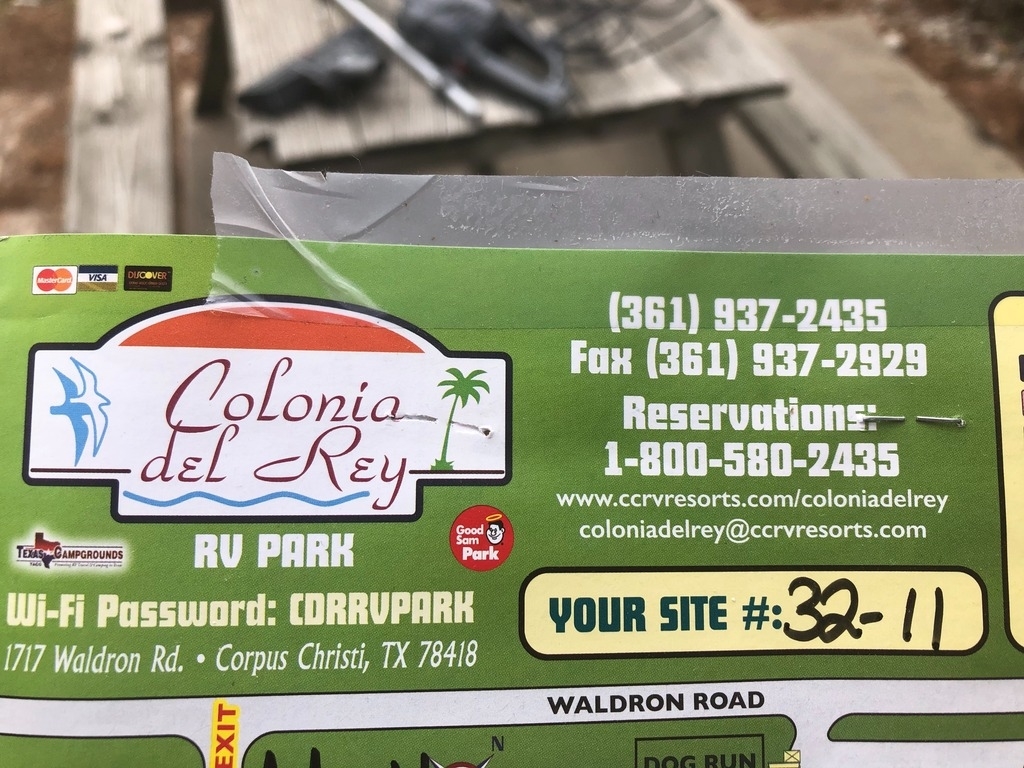 MasterCard VISA DISCOVER
Colonia
del Rey
RV PARK
TEXAS CAMPGROUNDS
TACO
Good
Sam
Park
Wi-Fi Password: CDRRVPARK
1717 Waldron Rd. • Corpus Christi, TX 78418
(361) 937-2435
Fax (361) 937-2929
Reservations:
1-800-580-2435
www.ccrvresorts.com/coloniadelrey
coloniadelrey@ccrvresorts.com
YOUR SITE #: 32-11
WALDRON ROAD
EXIT
N
DOG RUN